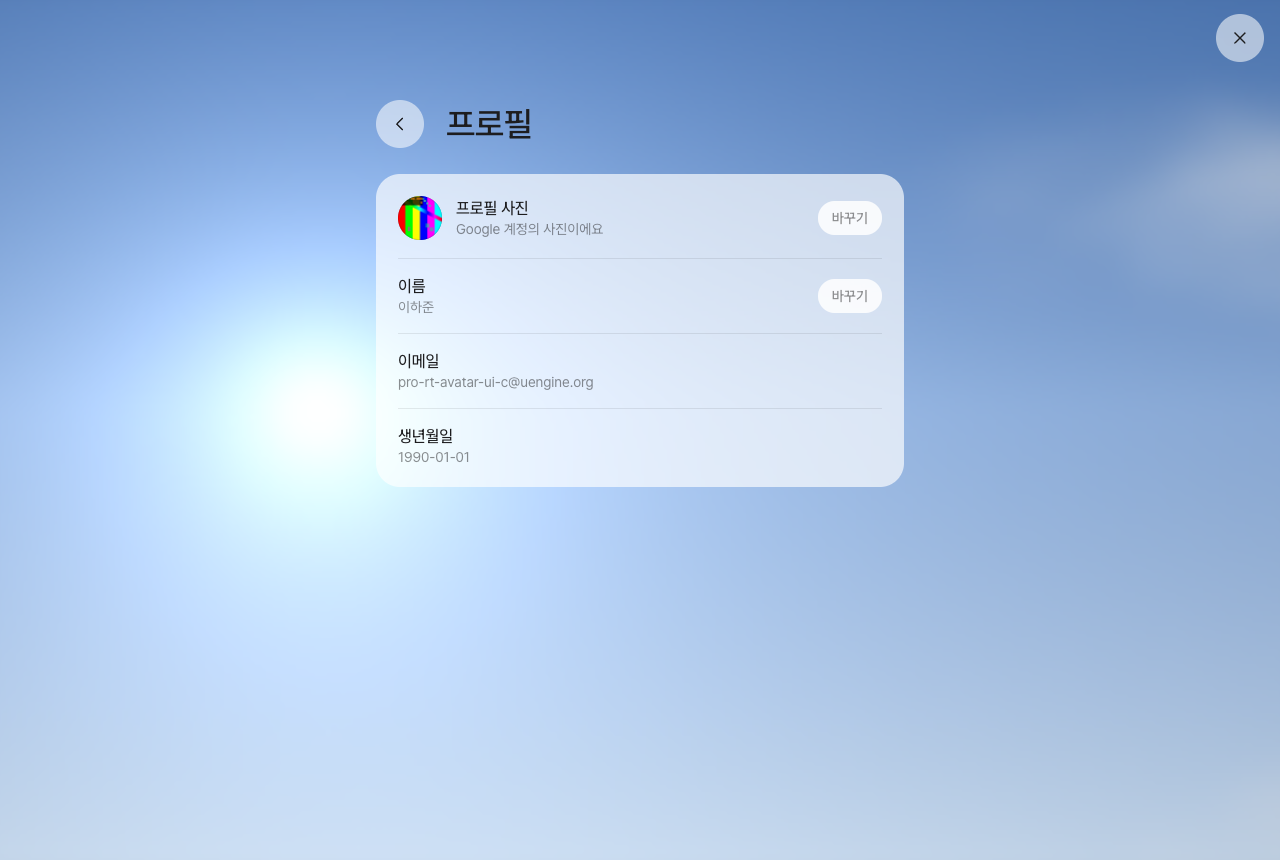 프로필
프로필 사진
Google 계정의 사진이에요
바꾸기
이름
이하준
바꾸기
이메일
pro-rt-avatar-ui-c@uengine.org
생년월일
1990-01-01